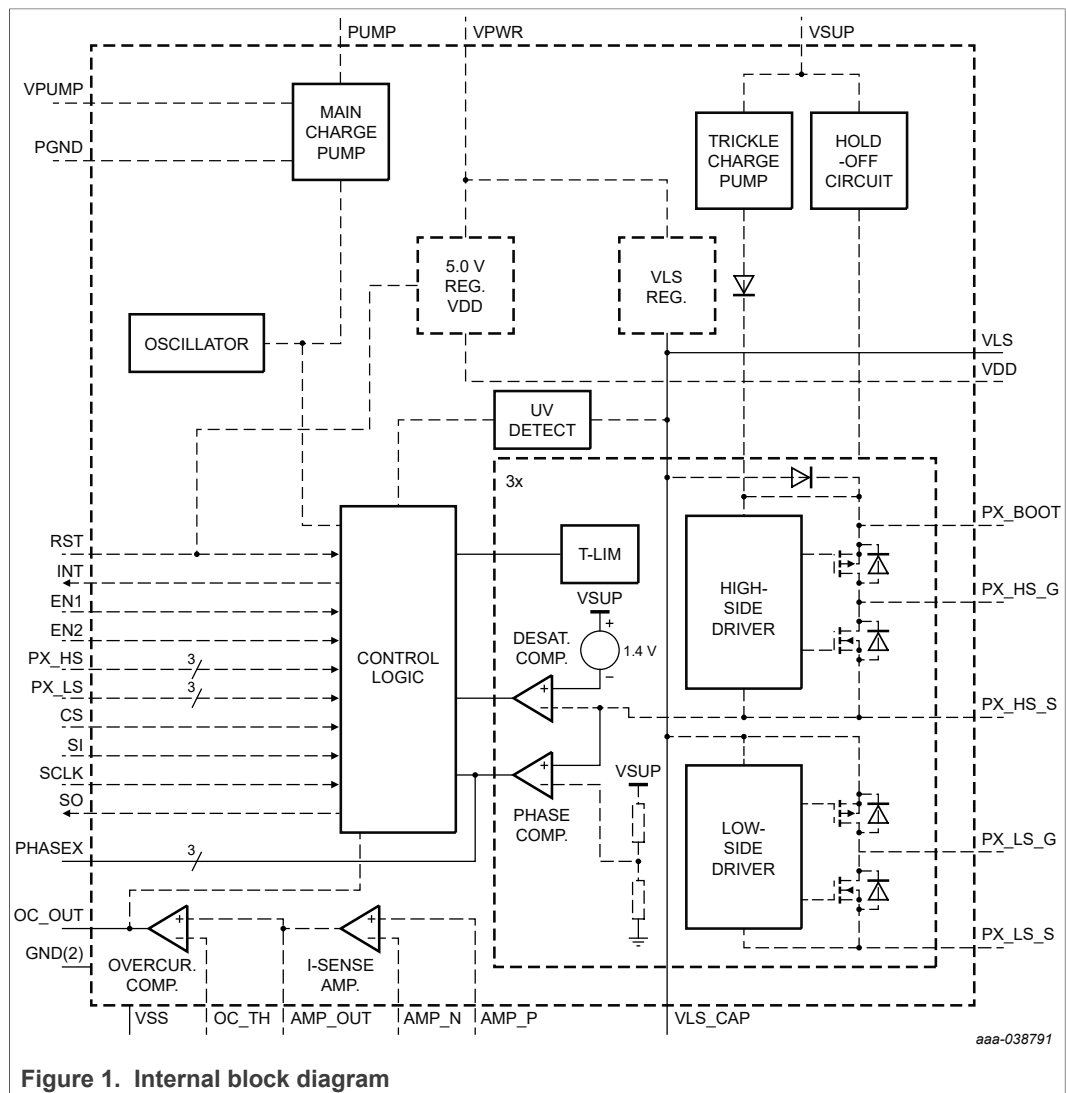 PUMP
VPWR
VSUP
VPUMP
PGND
MAIN
CHARGE
PUMP
TRICKLE
CHARGE
PUMP
HOLD
-OFF
CIRCUIT
5.0 V
REG.
VDD
VLS
REG.
OSCILLATOR
VLS
VDD
UV
DETECT
3x
RST
INT
EN1
EN2
PX_HS
3
PX_LS
3
CS
SI
SCLK
SO
PHASEX
3
CONTROL
LOGIC
T-LIM
VSUP
+
1.4 V
–
DESAT.
COMP.
+
–
+
–
PHASE
COMP.
VSUP
HIGH-
SIDE
DRIVER
LOW-
SIDE
DRIVER
PX_BOOT
PX_HS_G
PX_HS_S
PX_LS_G
PX_LS_S
OC_OUT
GND(2)
+
–
OVERCUR.
COMP.
+
–
I-SENSE
AMP.
VSS
OC_TH
AMP_OUT
AMP_N
AMP_P
VLS_CAP
aaa-038791
Figure 1. Internal block diagram